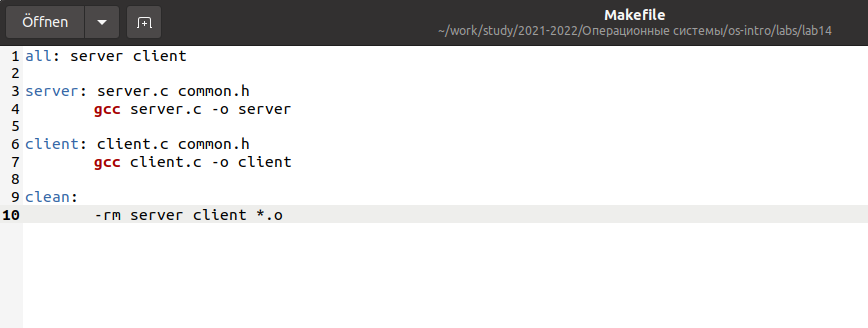 Öffnen
Makefile
~/work/study/2021-2022/Операционные системы/os-intro/labs/lab14
1 all: server client
2
3 server: server.c common.h
4         gcc server.c -o server
5
6 client: client.c common.h
7         gcc client.c -o client
8
9 clean:
10         -rm server client *.o